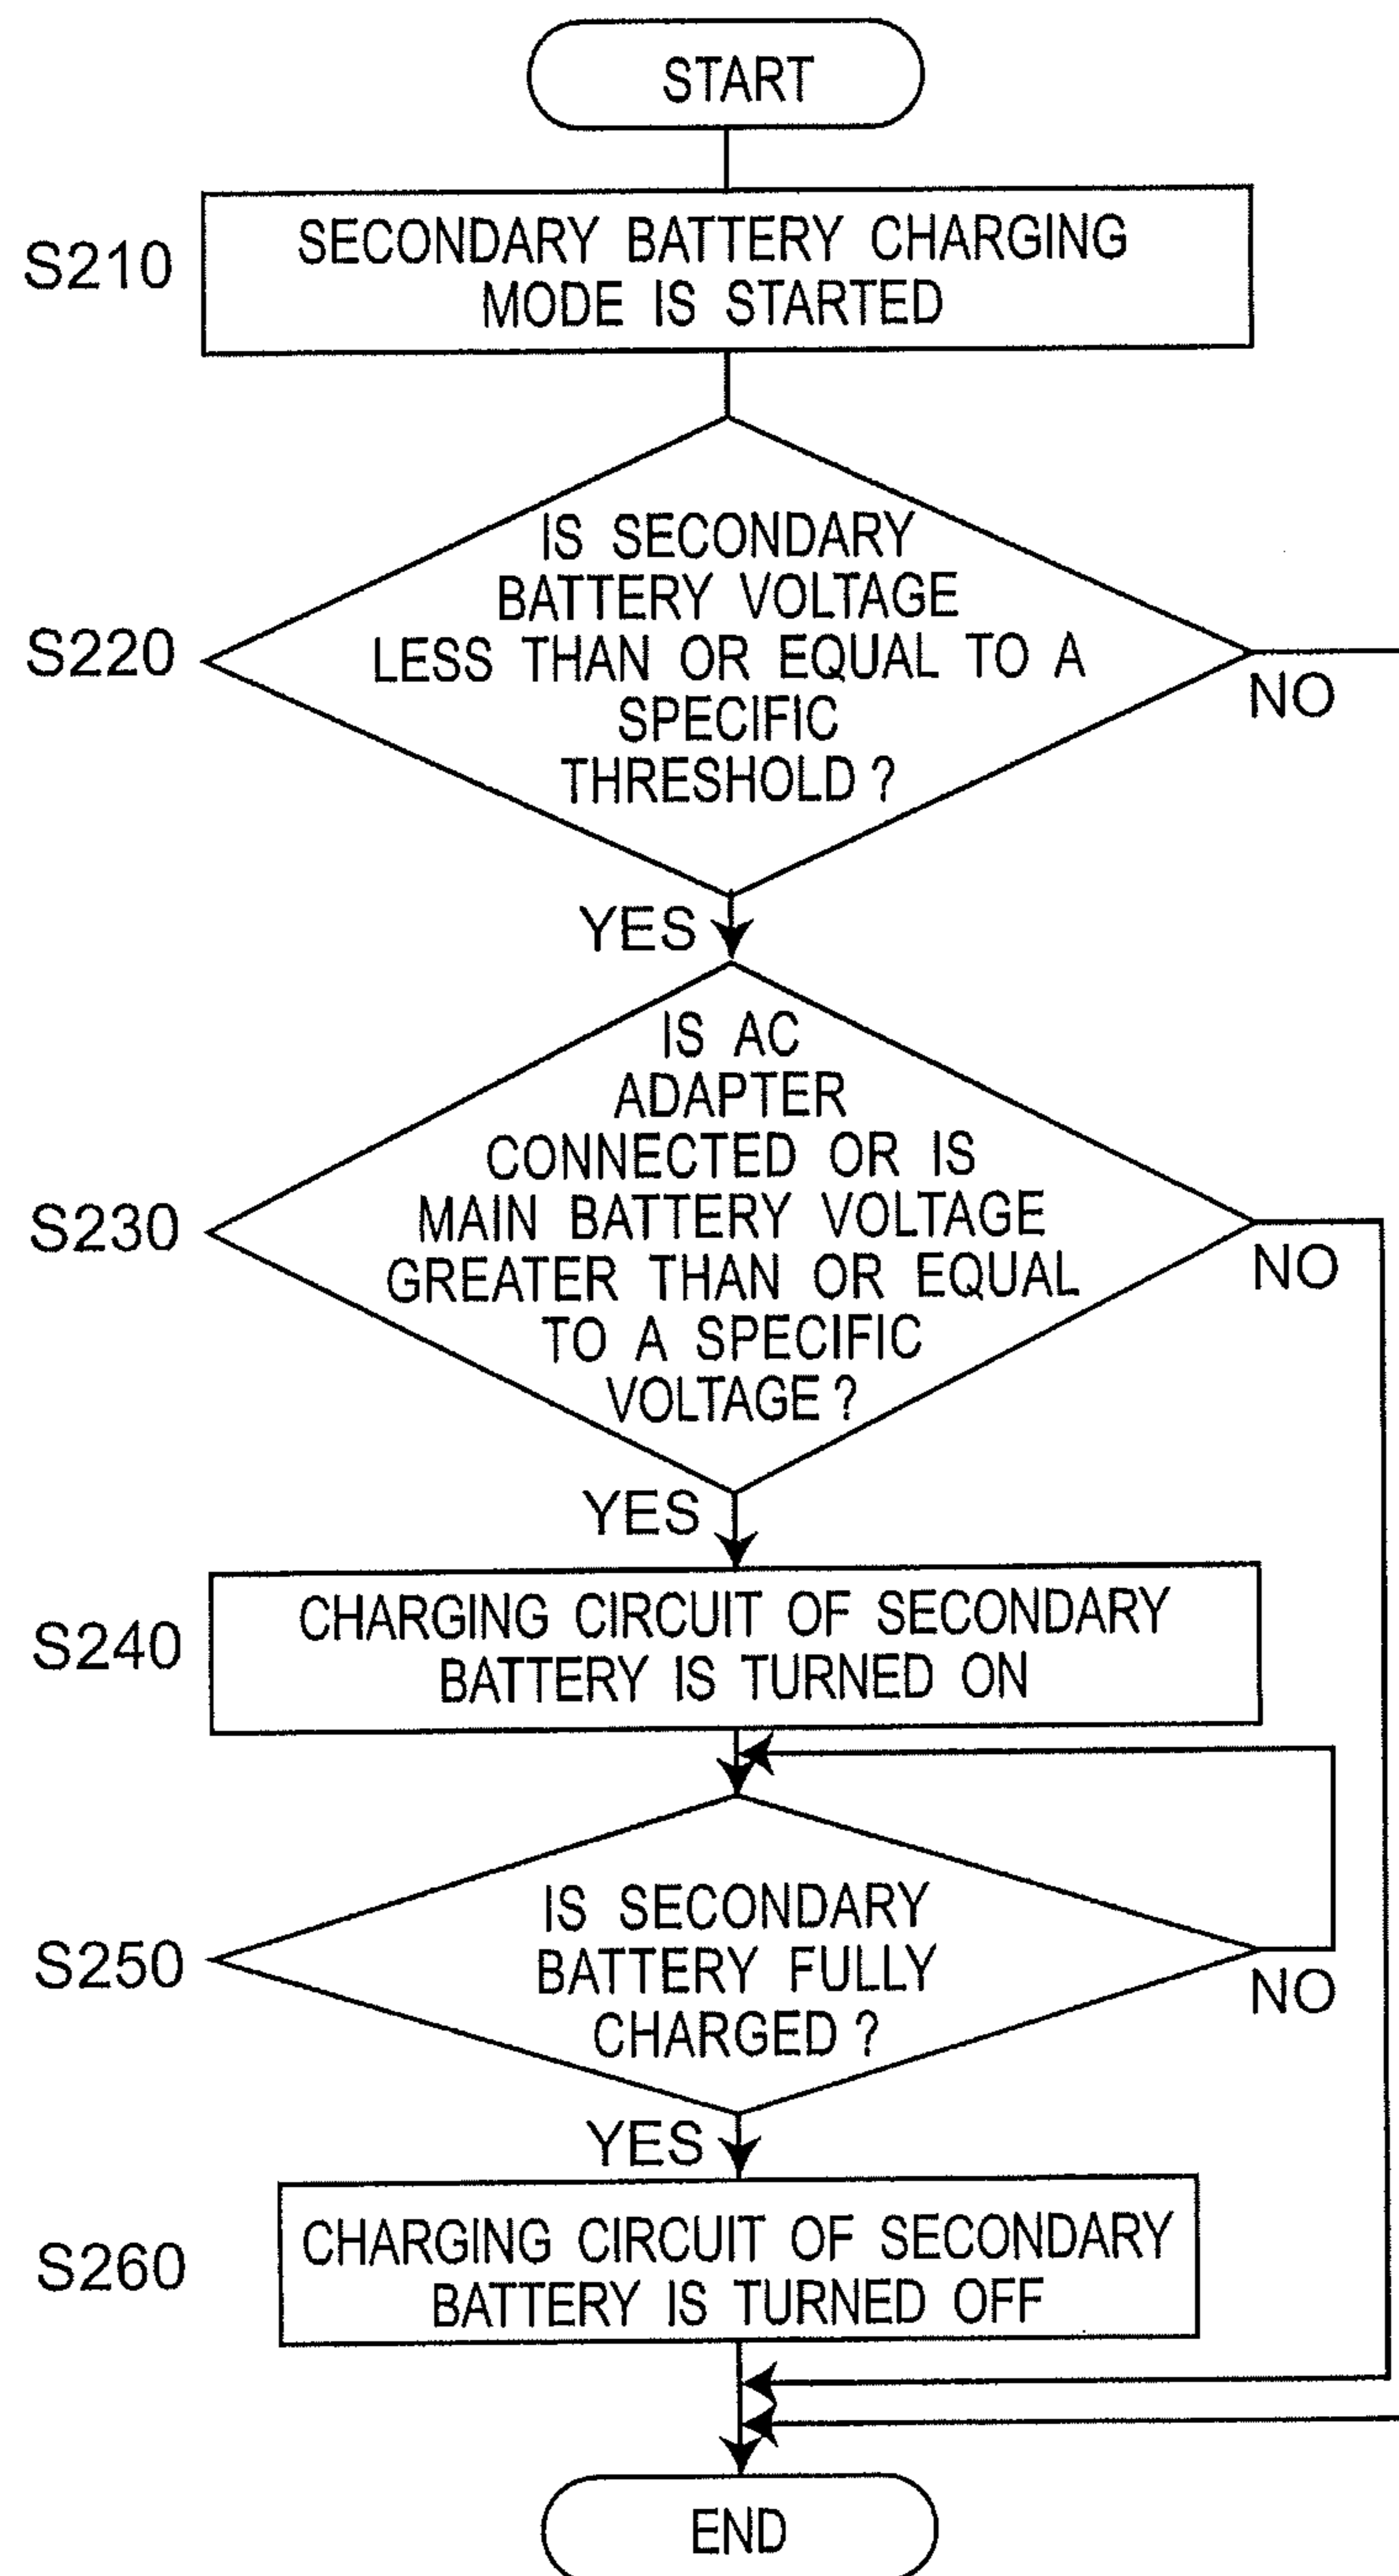 START
S210
SECONDARY BATTERY CHARGING
MODE IS STARTED
S220
IS SECONDARY
BATTERY VOLTAGE
LESS THAN OR EQUAL TO A
SPECIFIC
THRESHOLD ?
NO
YES
S230
IS AC
ADAPTER
CONNECTED OR IS
MAIN BATTERY VOLTAGE
GREATER THAN OR EQUAL
TO A SPECIFIC
VOLTAGE ?
NO
YES
S240
CHARGING CIRCUIT OF SECONDARY
BATTERY IS TURNED ON
S250
IS SECONDARY
BATTERY FULLY
CHARGED ?
NO
YES
S260
CHARGING CIRCUIT OF SECONDARY
BATTERY IS TURNED OFF
END